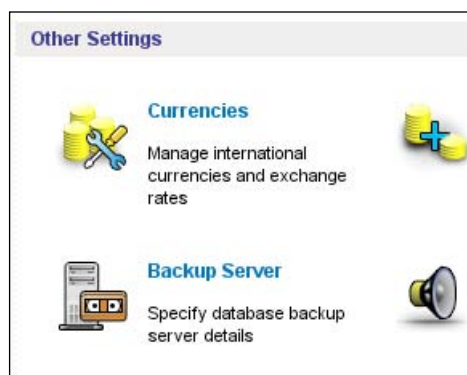 Other Settings
Currencies
Manage international
currencies and exchange
rates
Backup Server
Specify database backup
server details